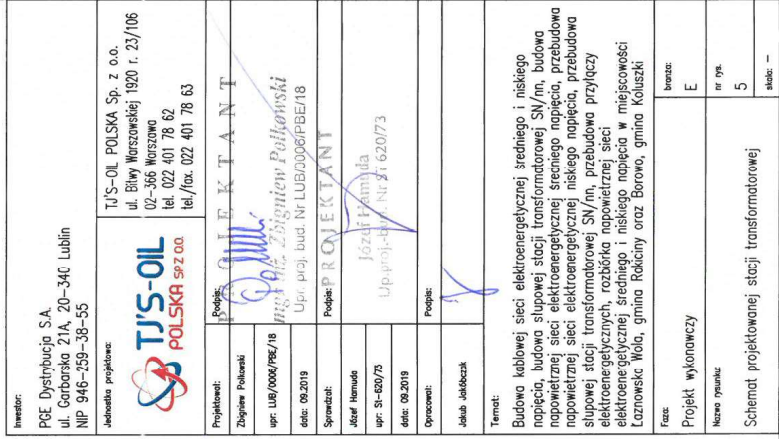 Inwestor:
PGE Dystrybucja S.A.
ul. Garbarska 21A, 20-340 Lublin
NIP 946-259-38-55
Jednostka projektowa:
TJ'S-OIL
POLSKA SP Z O.O.
TJ'S-OIL POLSKA Sp. z o.o.
ul. Bitwy Warszawskiej 1920 r. 23/106
02-366 Warszawa
tel. 022 401 78 62
tel./fax. 022 401 78 63
Projektował:
Zbigniew Polkowski
upr: LUB/0006/PBE/18
data: 09.2019
Podpis:
PROJEKTANT
mgr inż. Zbigniew Polkowski
Upr. proj. bud. Nr LUB/0006/PBE/18
Sprawdził:
Józef Hamuda
upr: St-620/73
data: 09.2019
Podpis:
PROJEKTANT
Józef Hamuda
Upr.proj.-bud. Nr St 620/73
Opracował:
Jakub Jakóbczik
Podpis:
Temat:
Budowa kablowej sieci elektroenergetycznej średniego i niskiego
napięcia, budowa słupowej stacji transformatorowej SN/nn, budowa
napowietrznej sieci elektroenergetycznej średniego napięcia, przebudowa
napowietrznej sieci elektroenergetycznej niskiego napięcia, przebudowa
słupowej stacji transformatorowej SN/nn, przebudowa przyłączy
elektroenergetycznych, rozbiórka napowietrznej sieci
elektroenergetycznej średniego i niskiego napięcia w miejscowości
Łaznowska Wola, gmina Rokiciny oraz Borowo, gmina Koluszki
Faza:
Projekt wykonawczy
branża:
E
Nazwa rysunku:
Schemat projektowanej stacji transformatorowej
nr rys.
5
skala: —